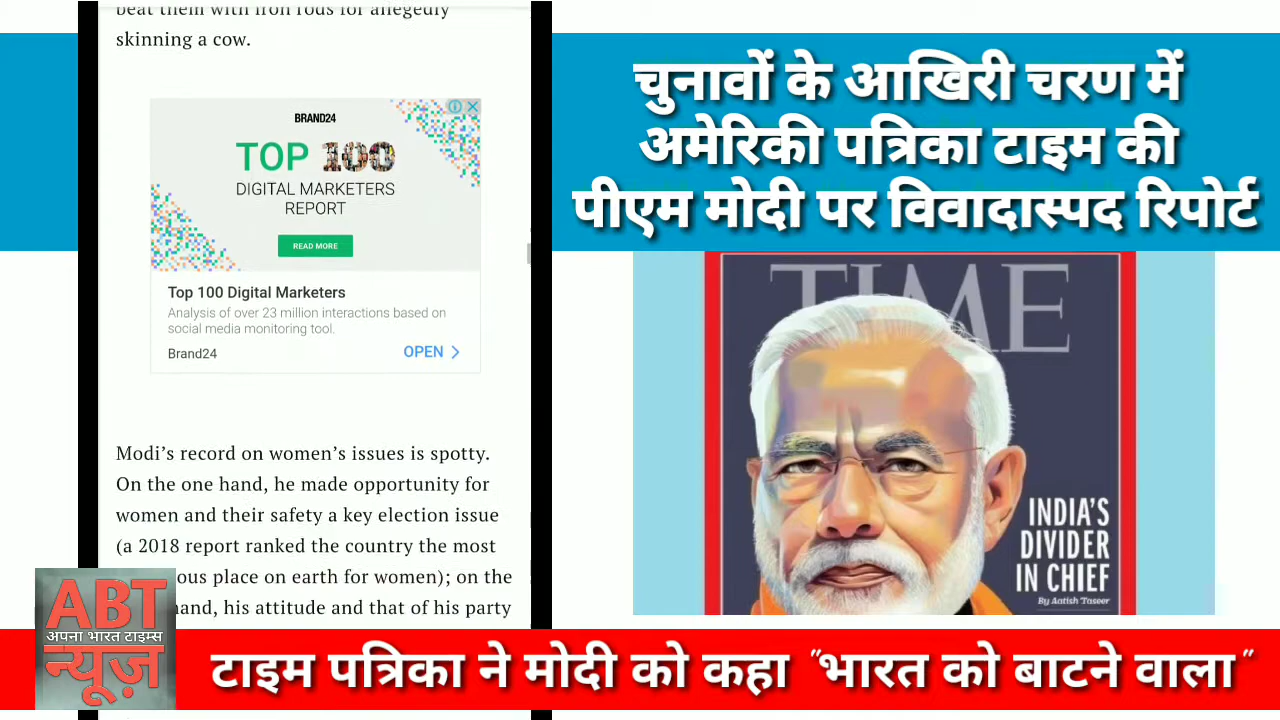 beat them with iron rods for allegedly
skinning a cow.
BRAND24
TOP 100
DIGITAL MARKETERS
REPORT
READ MORE
Top 100 Digital Marketers
Analysis of over 23 million interactions based on
social media monitoring tool.
Brand24
OPEN
Modi's record on women's issues is spotty.
On the one hand, he made opportunity for
women and their safety a key election issue
(a 2018 report ranked the country the most
ous place on earth for women); on the
hand, his attitude and that of his party
चुनावों के आखिरी चरण में
अमेरिकी पत्रिका टाइम की
पीएम मोदी पर विवादास्पद रिपोर्ट
TIME
INDIA'S
DIVIDER
IN CHIEF
By Aatish Taseer
ABT
अपना भारत टाइम्स
न्यूज़
टाइम पत्रिका ने मोदी को कहा "भारत को बाटने वाला"